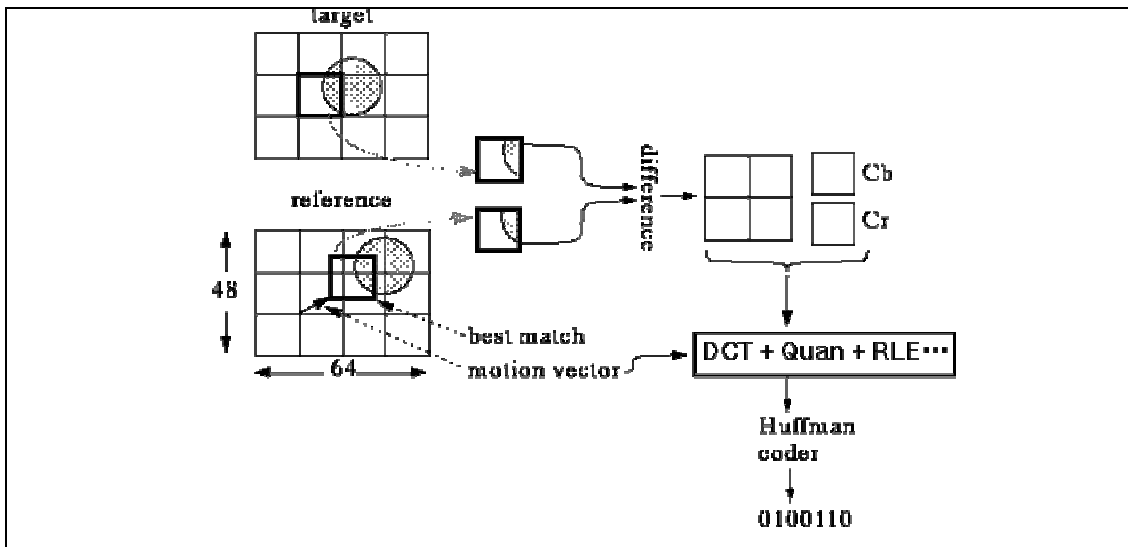 target
reference
48
64
best match
motion vector
difference
Cb
Cr
DCT + Quan + RLE···
Huffman
coder
0100110